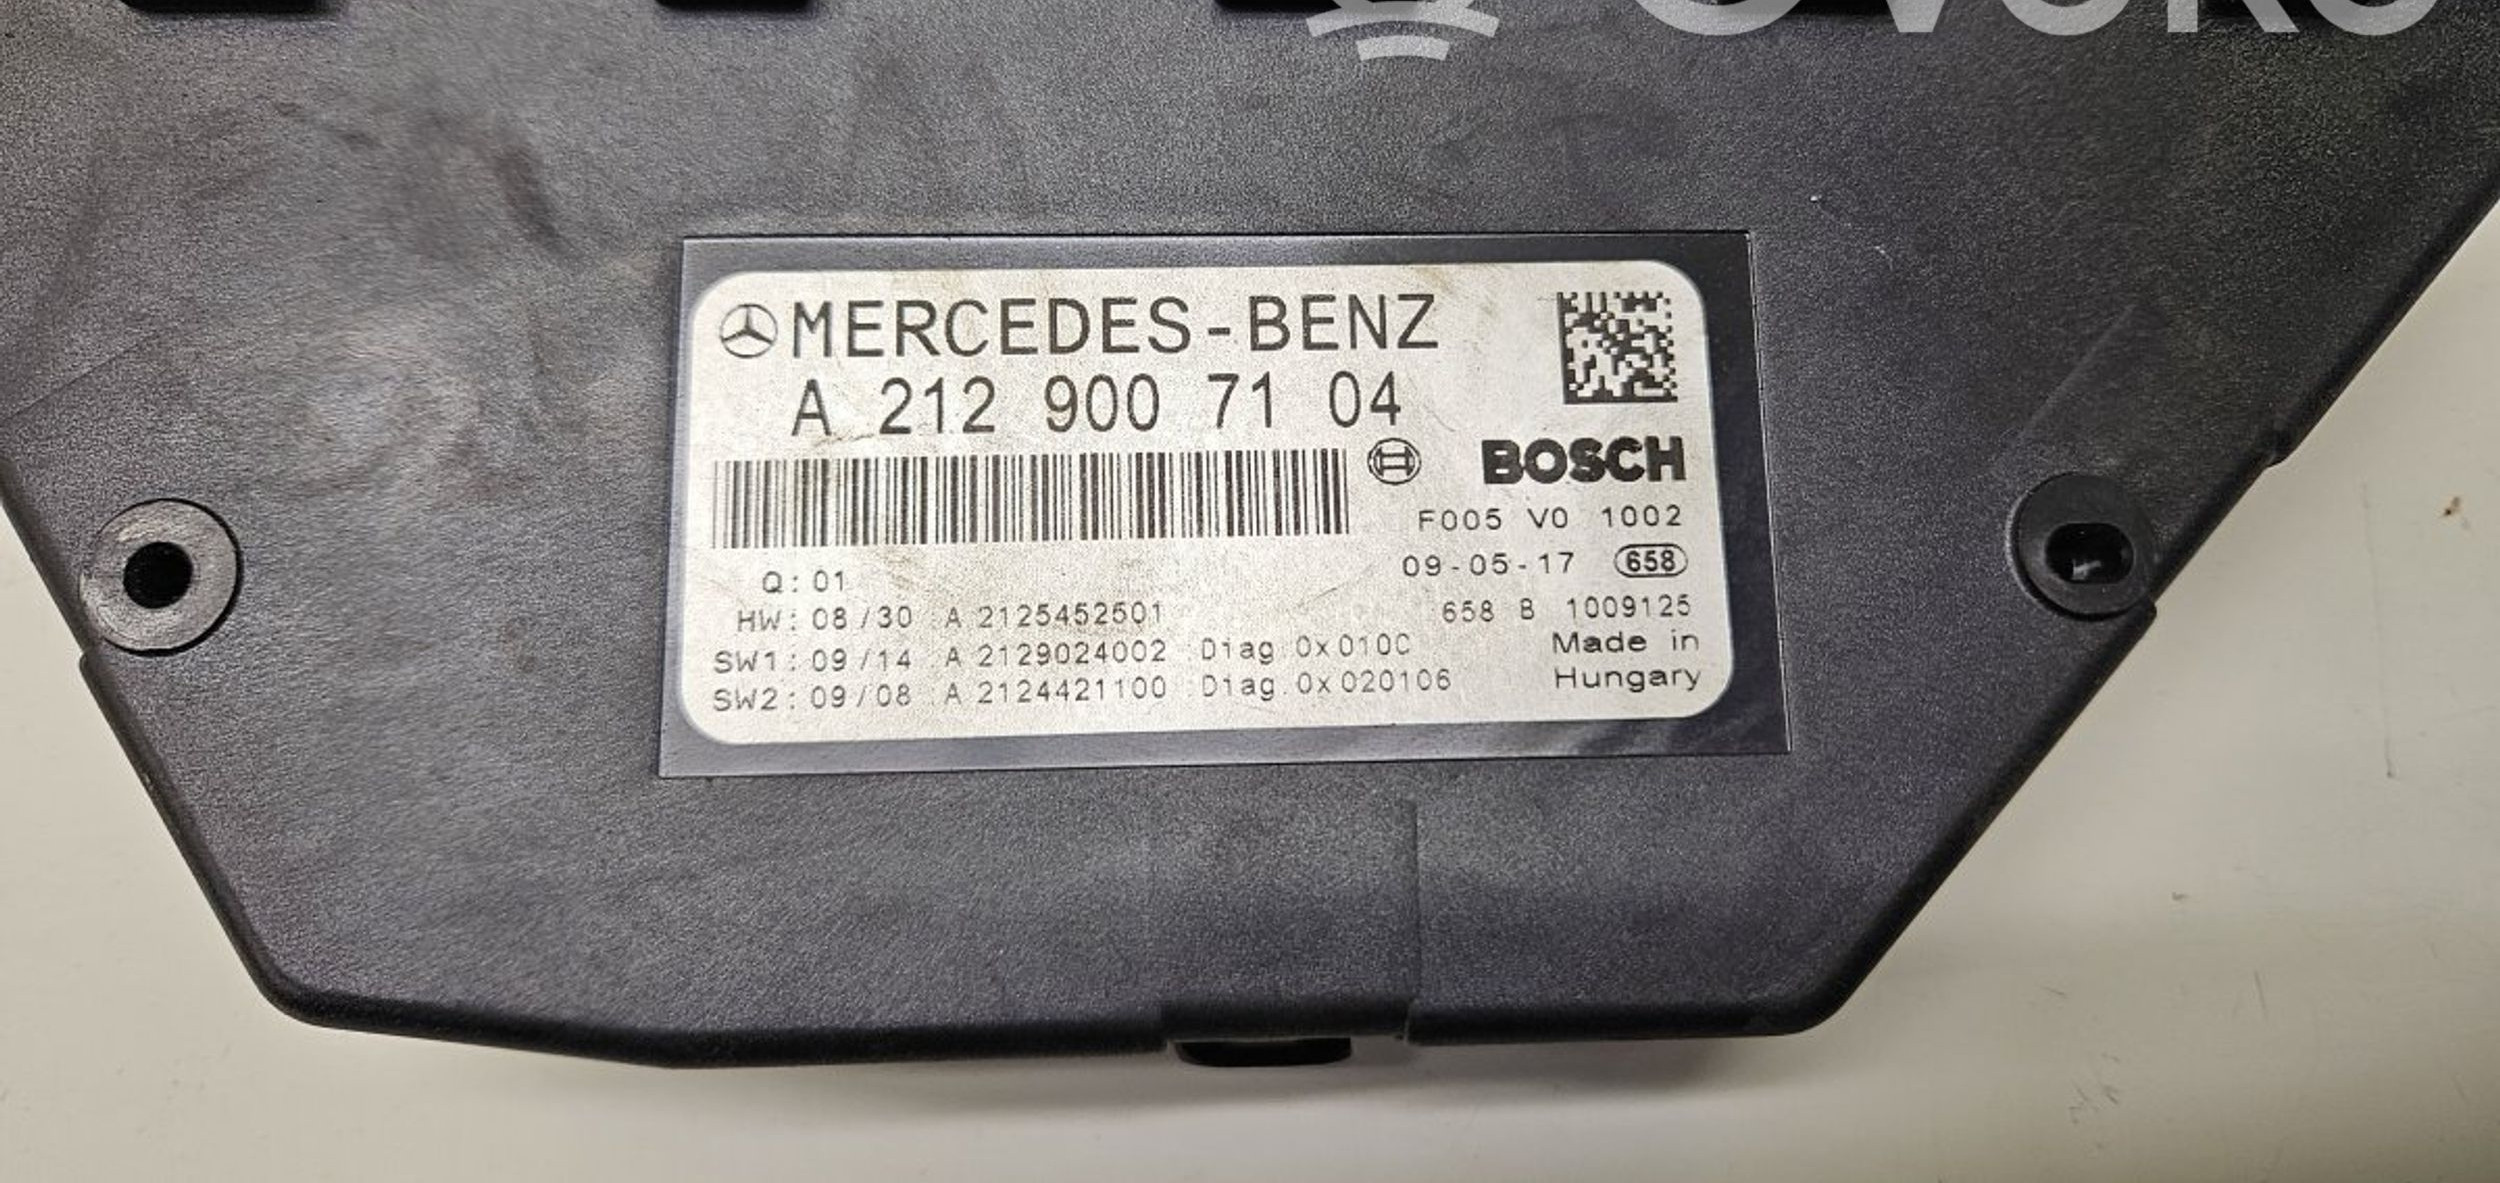 MERCEDES-BENZ
A 212 900 71 04
BOSCH
F005 V0 1002
09-05-17 658
Q: 01
HW: 08/30 A 2125452501 658 B 1009125
SW1: 09/14 A 2129024002 Diag.0x010C Made in
SW2: 09/08 A 2124421100 Diag.0x020106 Hungary